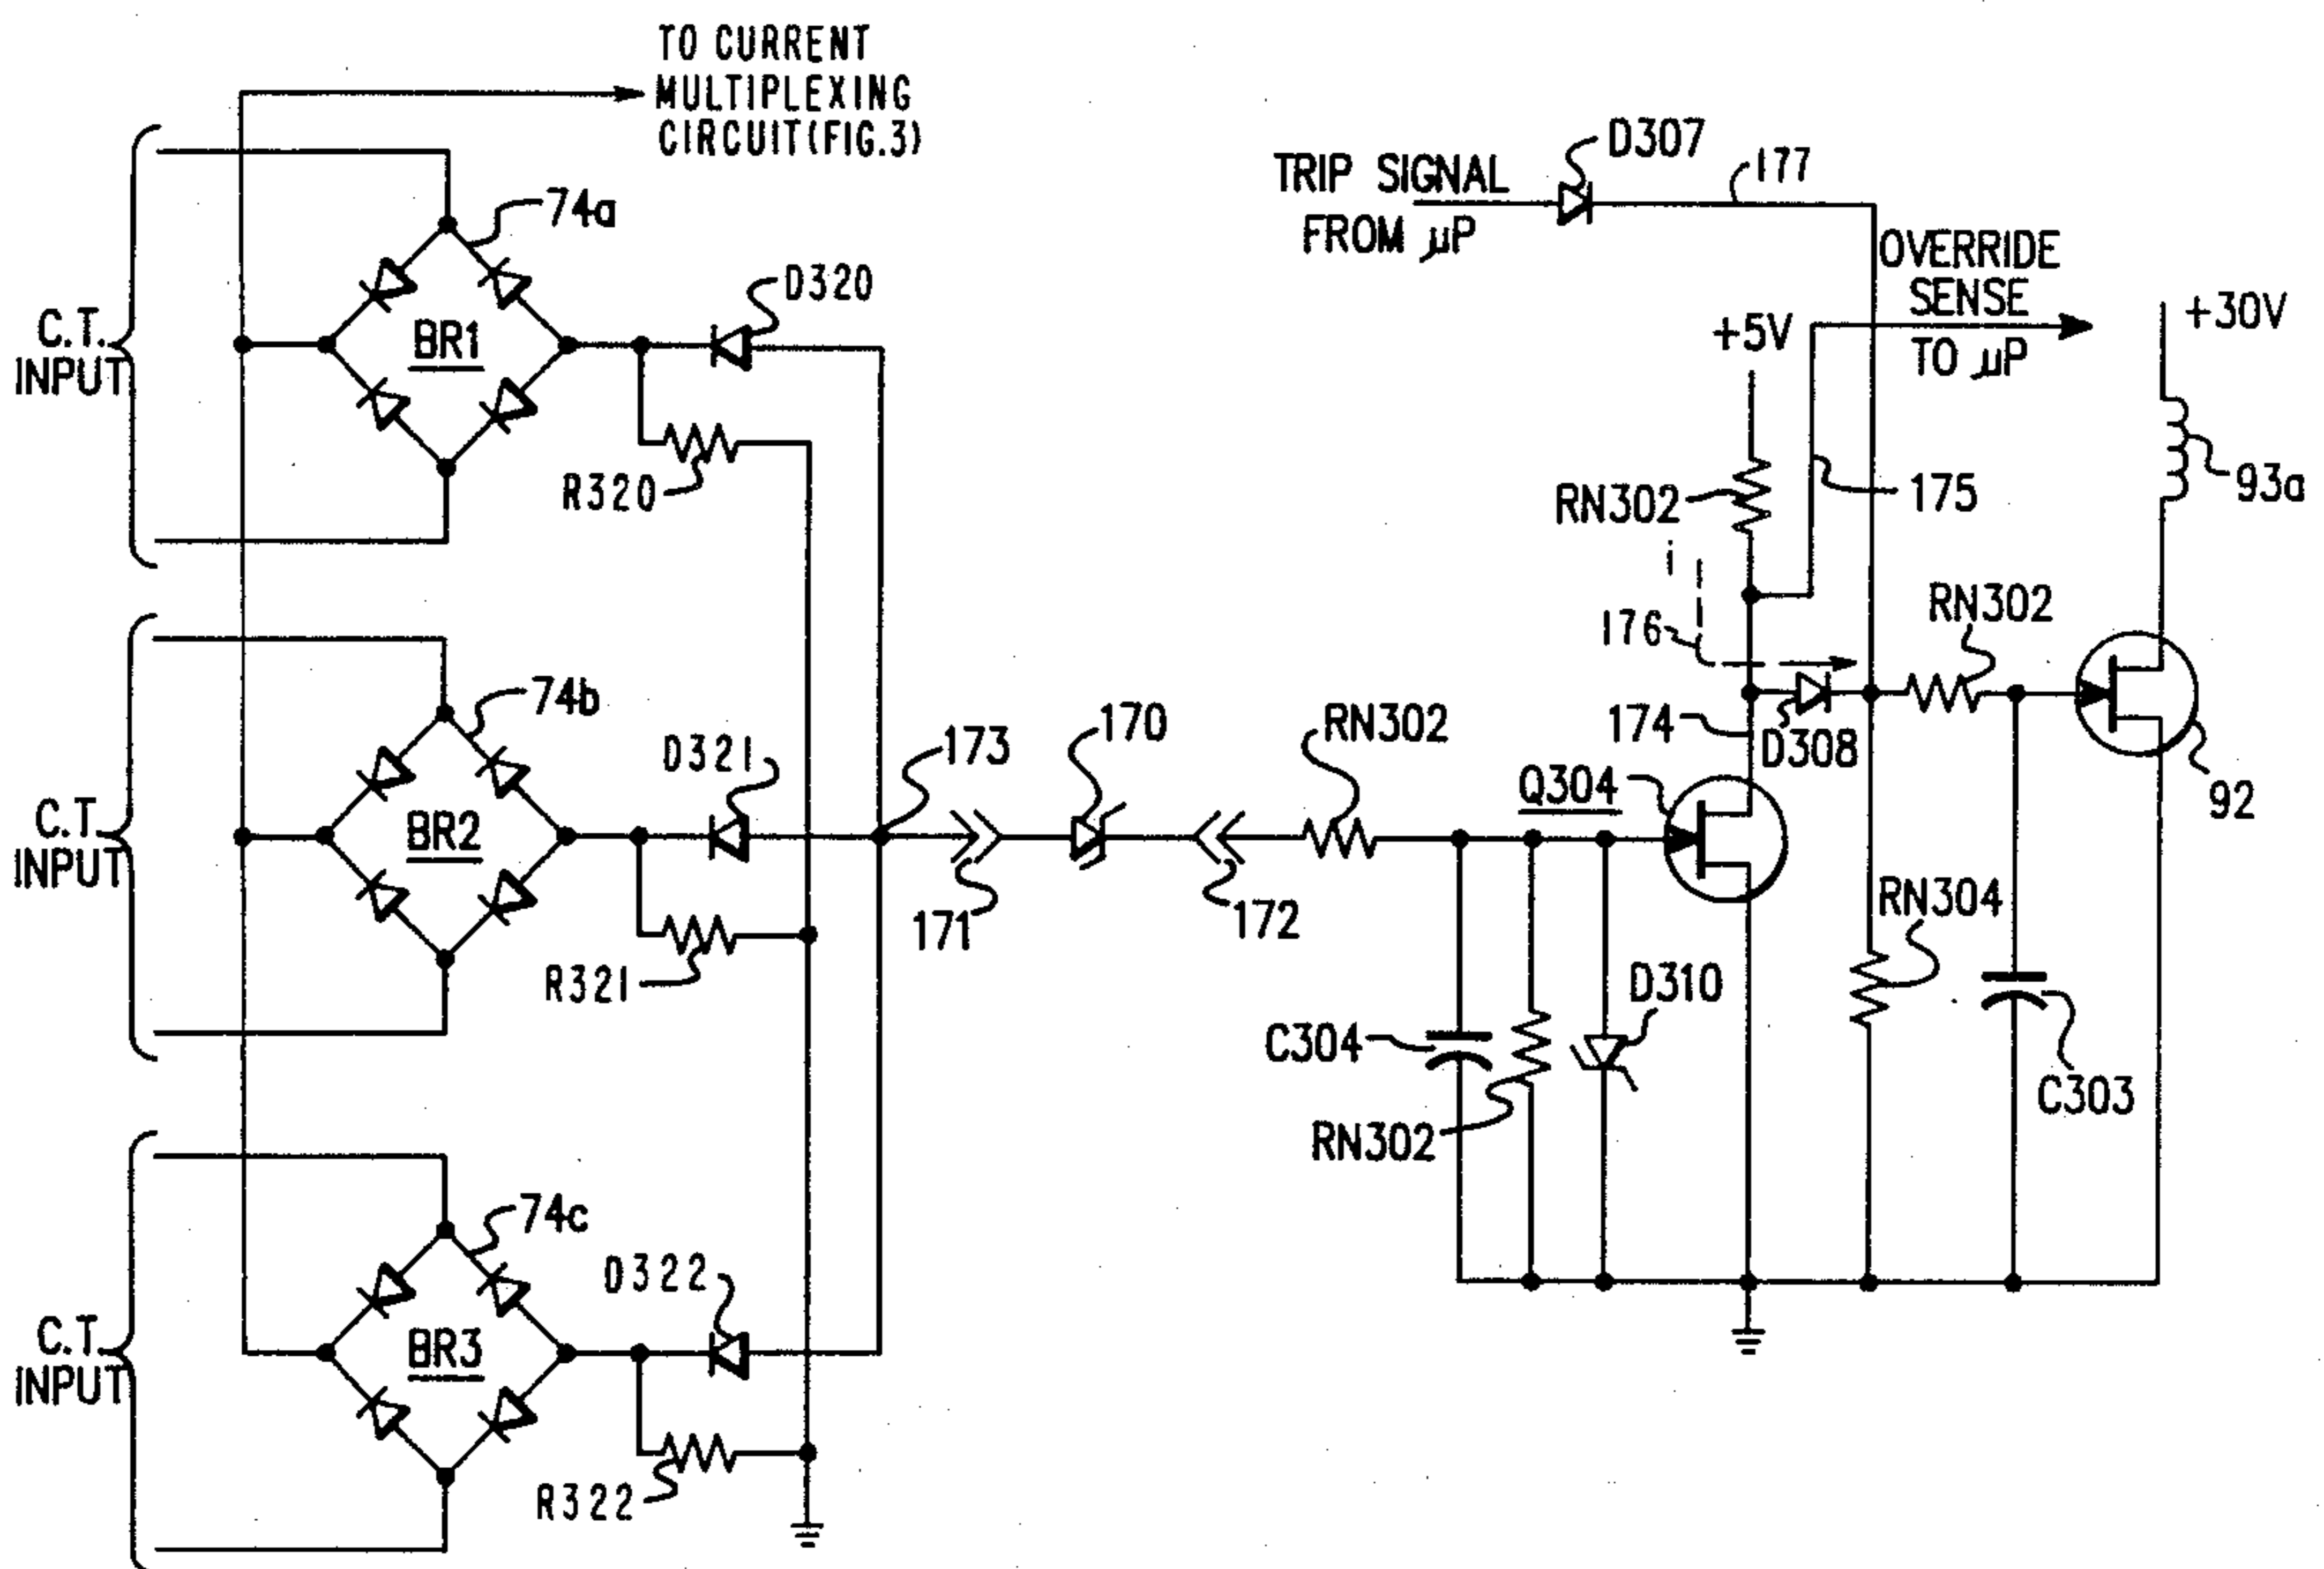 TO CURRENT
MULTIPLEXING
CIRCUIT(FIG.3)
C.T.
INPUT
74a
BR1
D320
R320
C.T.
INPUT
74b
BR2
D321
R321
173
171
170
172
C.T.
INPUT
74c
BR3
D322
R322
TRIP SIGNAL
FROM µP
D307
177
OVERRIDE
SENSE
TO µP
+5V
+30V
RN302
175
93a
i
176
RN302
174
D308
92
RN302
Q304
RN304
D310
C304
C303
RN302